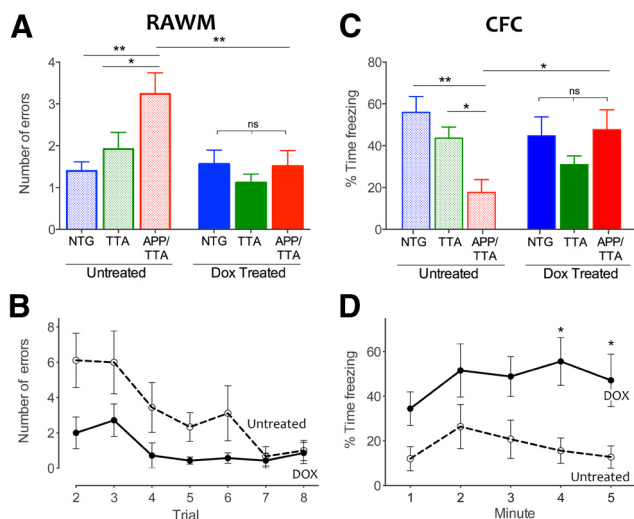 A
RAWM
**
**
*
ns
Number of errors
4
3
2
1
0
NTG
TTA
APP/
TTA
NTG
TTA
APP/
TTA
Untreated
Dox Treated
C
CFC
**
*
*
ns
% Time freezing
80
60
40
20
0
NTG
TTA
APP/
TTA
NTG
TTA
APP/
TTA
Untreated
Dox Treated
B
Number of errors
8
6
4
2
0
Untreated
DOX
2
3
4
5
6
7
8
Trial
D
% Time freezing
60
40
20
0
*
*
DOX
Untreated
1
2
3
4
5
Minute